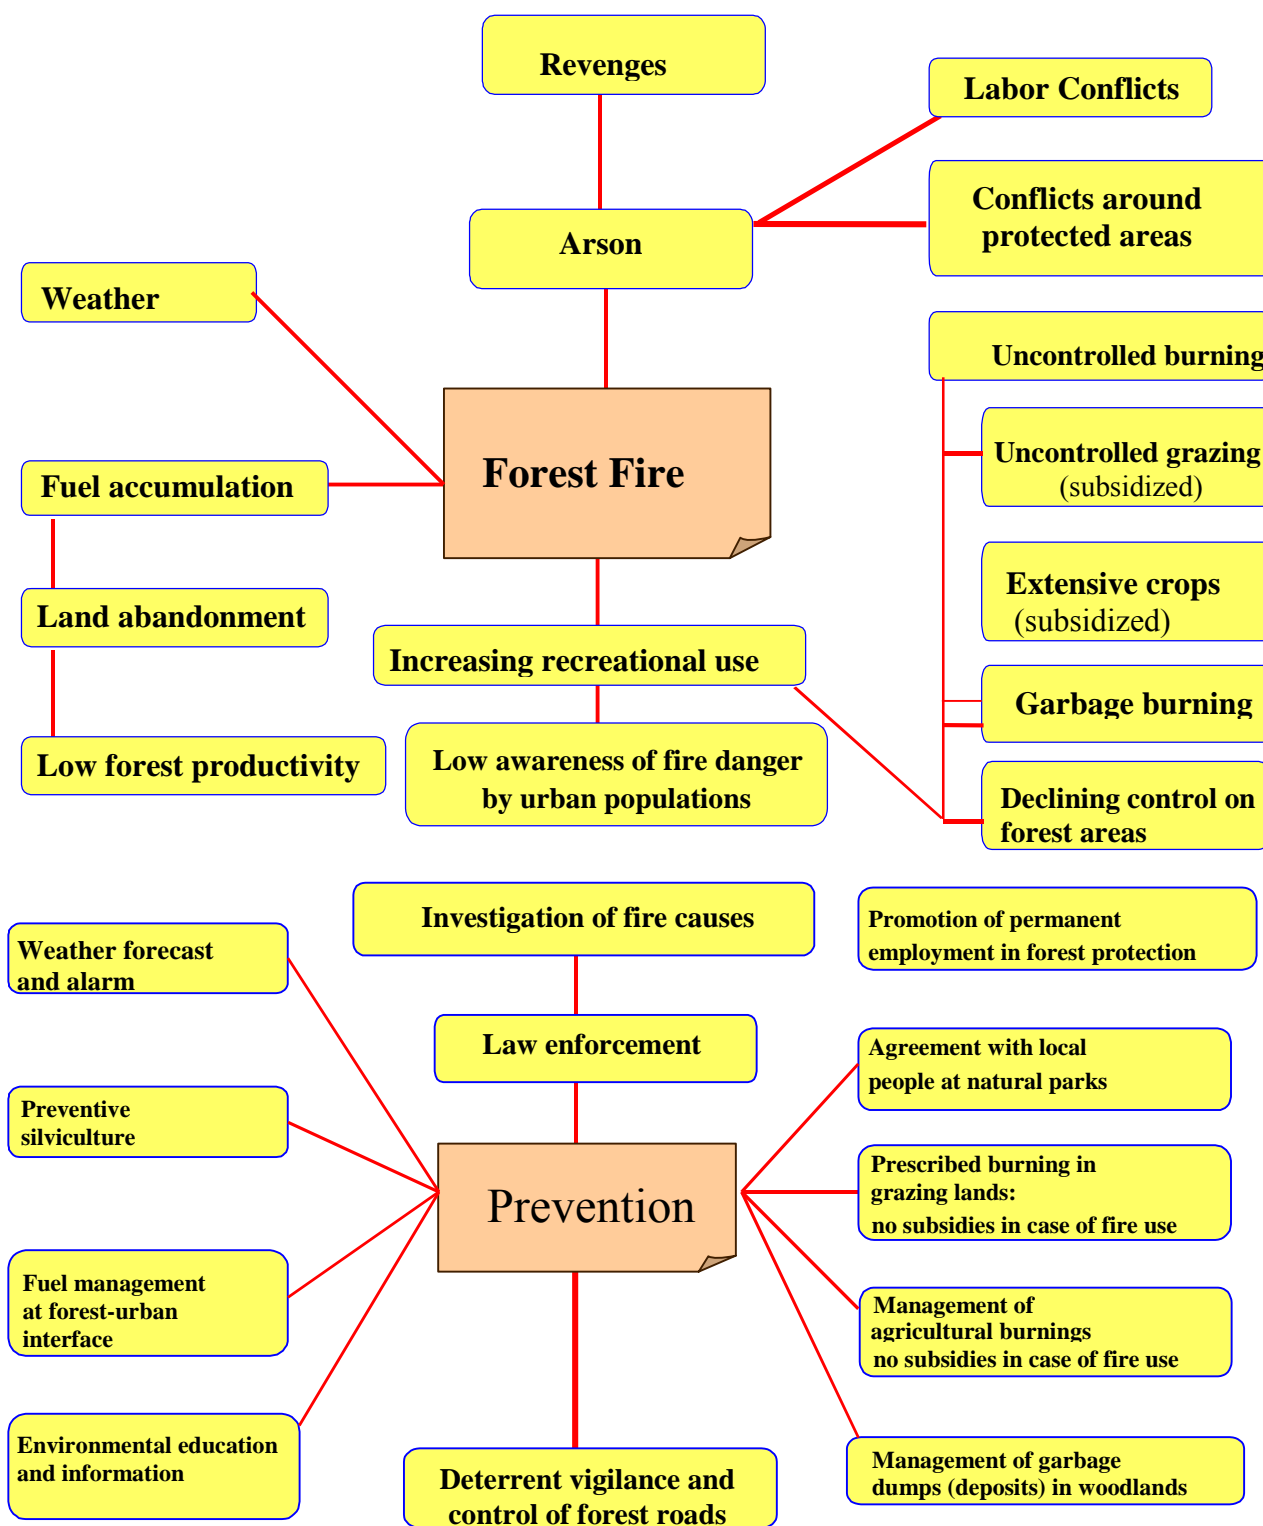 Revenges
Labor Conflicts
Conflicts around
protected areas
Arson
Weather
Uncontrolled burning
Forest Fire
Uncontrolled grazing
(subsidized)
Fuel accumulation
Extensive crops
(subsidized)
Land abandonment
Increasing recreational use
Garbage burning
Low forest productivity
Low awareness of fire danger
by urban populations
Declining control on
forest areas
Investigation of fire causes
Promotion of permanent
employment in forest protection
Weather forecast
and alarm
Law enforcement
Agreement with local
people at natural parks
Preventive
silviculture
Prevention
Prescribed burning in
grazing lands:
no subsidies in case of fire use
Fuel management
at forest-urban
interface
Management of
agricultural burnings
no subsidies in case of fire use
Environmental education
and information
Deterrent vigilance and
control of forest roads
Management of garbage
dumps (deposits) in woodlands